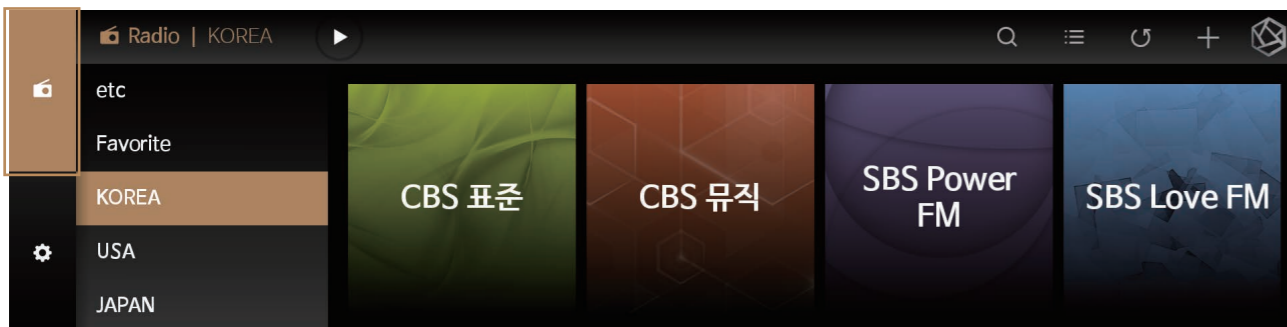 Radio | KOREA
etc
Favorite
KOREA
USA
JAPAN
CBS 표준
CBS 뮤직
SBS Power
FM
SBS Love FM